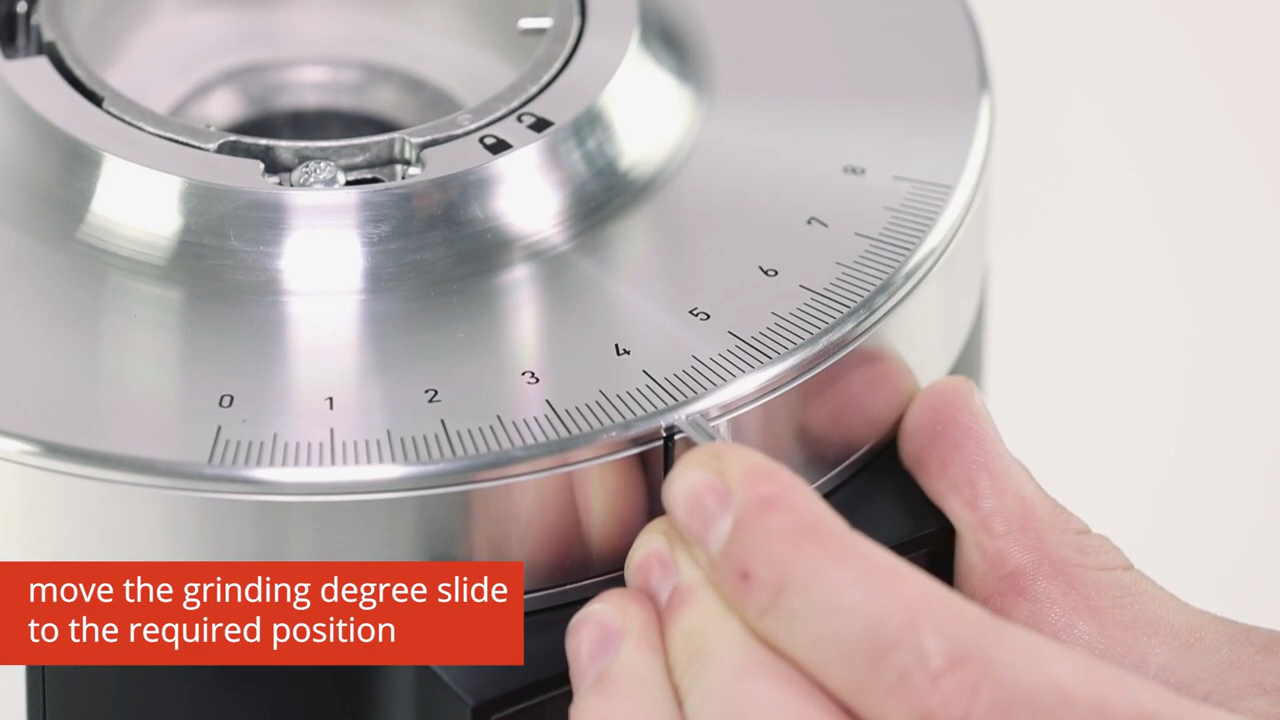 0 1 2 3 4 5 6 7 8
move the grinding degree slide
to the required position